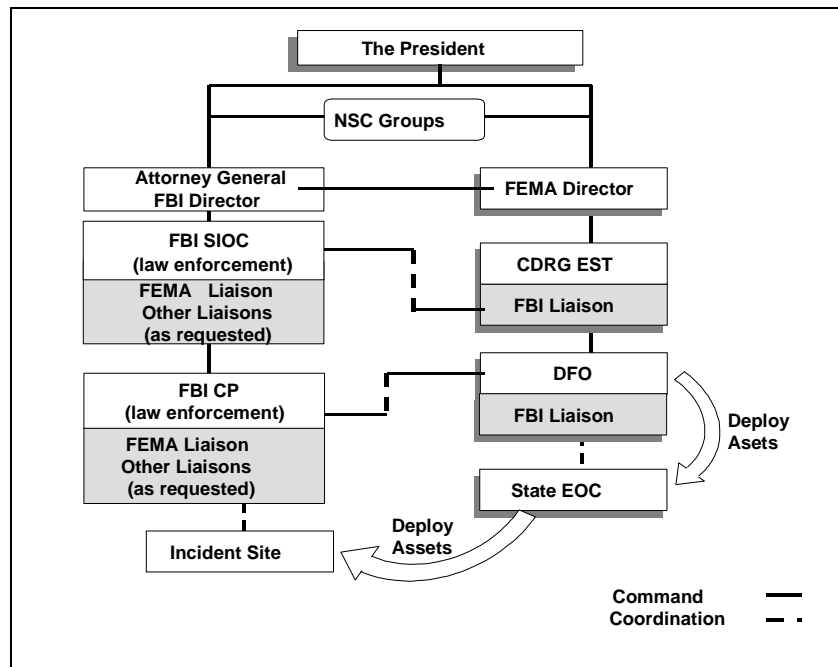 The President
NSC Groups
Attorney General
FBI Director
FEMA Director
FBI SIOC
(law enforcement)
FEMA Liaison
Other Liaisons
(as requested)
CDRG EST
FBI Liaison
FBI CP
(law enforcement)
FEMA Liaison
Other Liaisons
(as requested)
DFO
FBI Liaison
Deploy
Asets
State EOC
Incident Site
Deploy
Assets
Command
Coordination